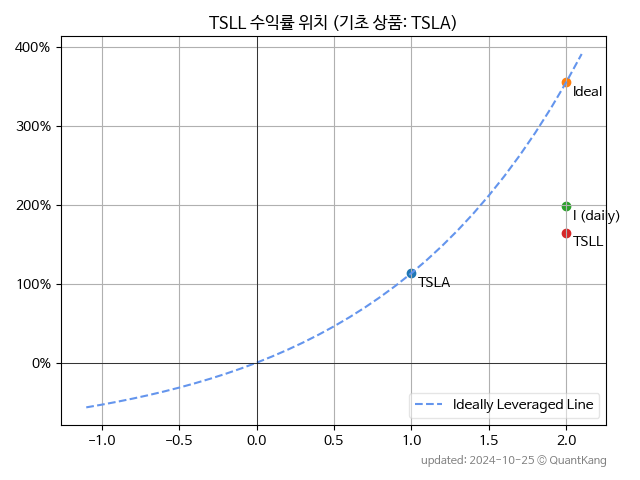 TSLL 수익률 위치 (기초 상품: TSLA)
400%
300%
200%
100%
0%
Ideal
I (daily)
TSLL
TSLA
Ideally Leveraged Line
-1.0 -0.5 0.0 0.5 1.0 1.5 2.0
updated: 2024-10-25 © QuantKang